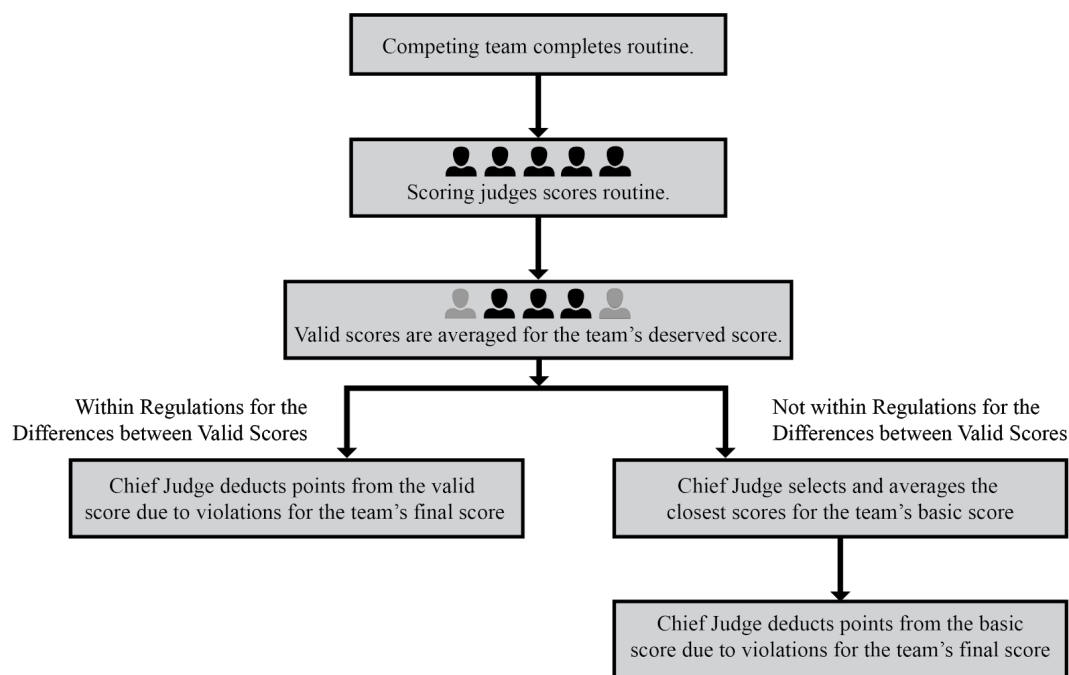 Competing team completes routine.
Scoring judges scores routine.
Valid scores are averaged for the team’s deserved score.
Within Regulations for the
Differences between Valid Scores
Not within Regulations for the
Differences between Valid Scores
Chief Judge deducts points from the valid
score due to violations for the team’s final score
Chief Judge selects and averages the
closest scores for the team’s basic score
Chief Judge deducts points from the basic
score due to violations for the team’s final score